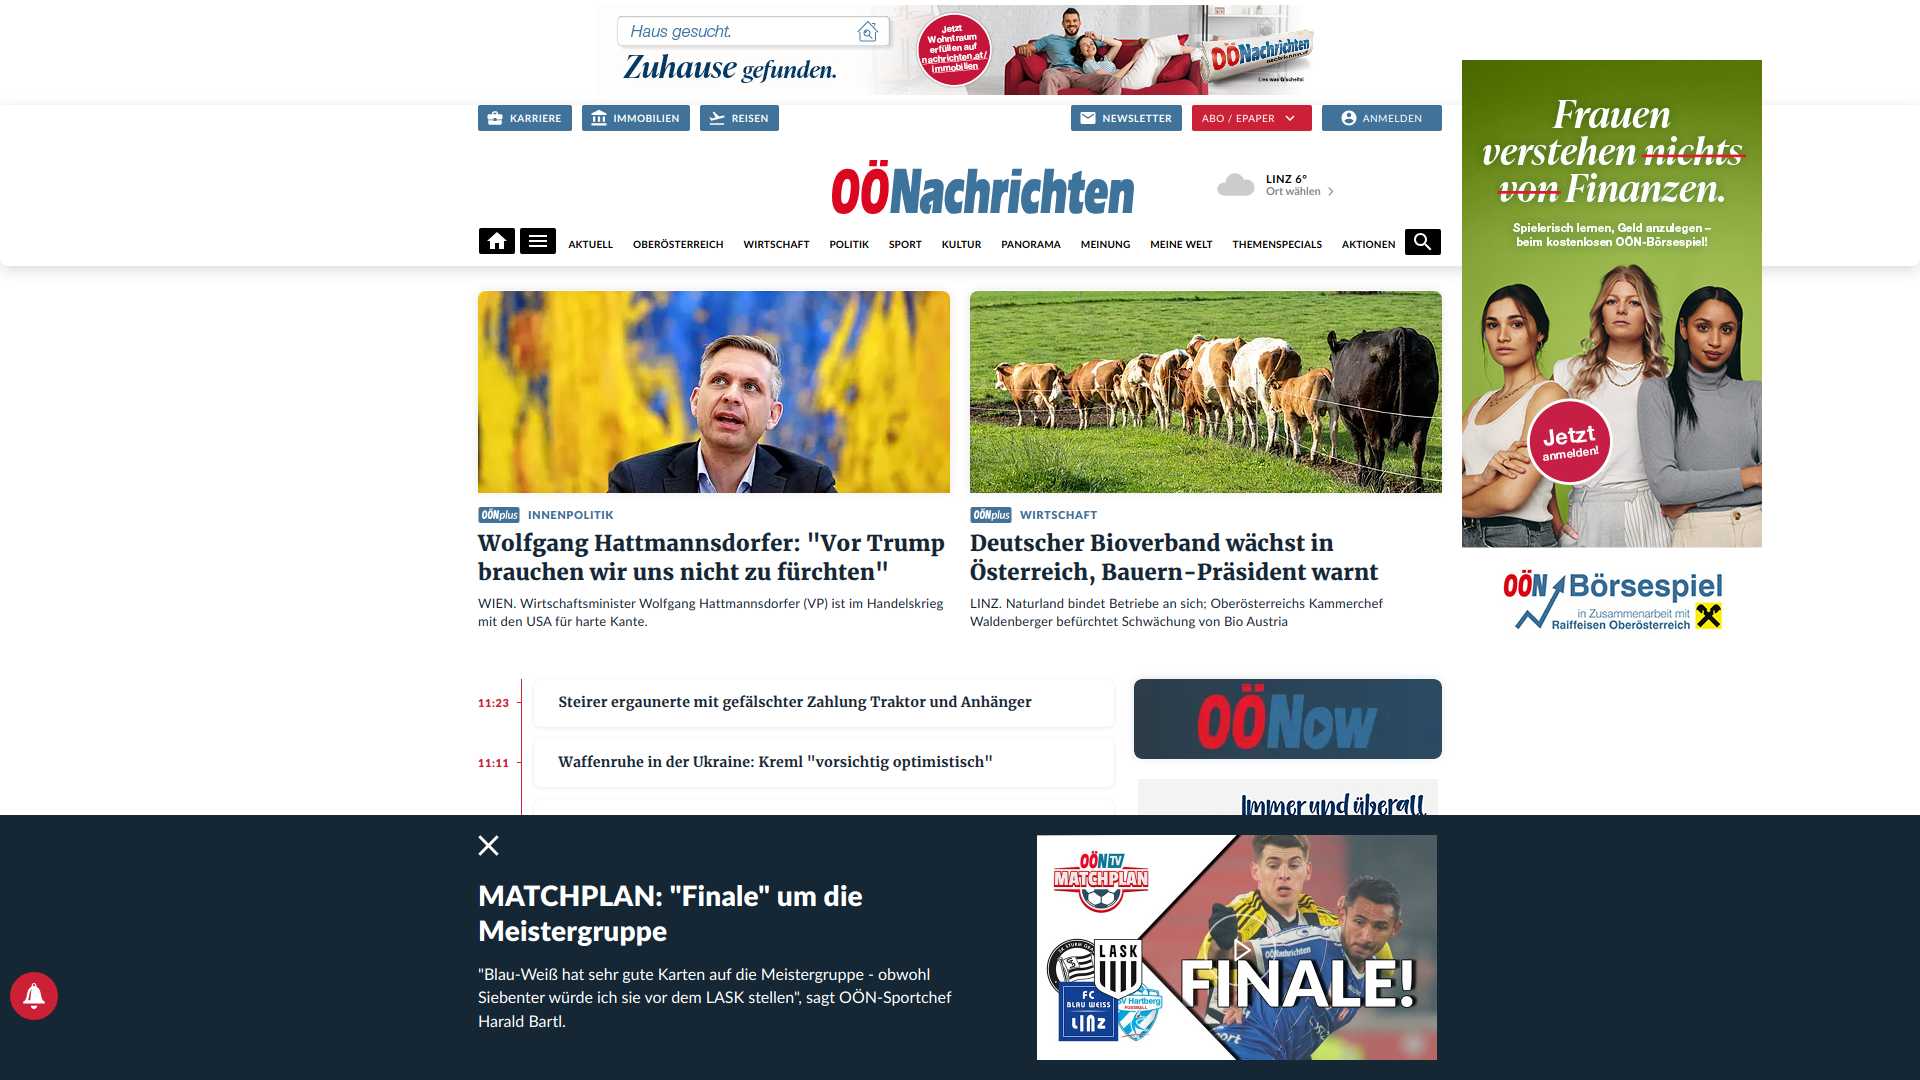 Haus gesucht.
Zuhause gefunden.
Jetzt
Wohntraum
erfüllen auf
nachrichten.at/
immobilien
OÖNachrichten
Lies was G'scheits!
KARRIERE
IMMOBILIEN
REISEN
NEWSLETTER
ABO / EPAPER
ANMELDEN
OÖNachrichten
LINZ 6°
Ort wählen
AKTUELL
OBERÖSTERREICH
WIRTSCHAFT
POLITIK
SPORT
KULTUR
PANORAMA
MEINUNG
MEINE WELT
THEMENSPECIALS
AKTIONEN
Frauen
verstehen nichts
von Finanzen.
Spielerisch lernen, Geld anzulegen –
beim kostenlosen OÖN-Börsespiel!
Jetzt
anmelden!
OÖN Börsespiel
in Zusammenarbeit mit
Raiffeisen Oberösterreich
OÖNplus INNENPOLITIK
Wolfgang Hattmannsdorfer: "Vor Trump
brauchen wir uns nicht zu fürchten"
WIEN. Wirtschaftsminister Wolfgang Hattmannsdorfer (VP) ist im Handelskrieg
mit den USA für harte Kante.
OÖNplus WIRTSCHAFT
Deutscher Bioverband wächst in
Österreich, Bauern-Präsident warnt
LINZ. Naturland bindet Betriebe an sich; Oberösterreichs Kammerchef
Waldenberger befürchtet Schwächung von Bio Austria
11:23 Steirer ergaunerte mit gefälschter Zahlung Traktor und Anhänger
11:11 Waffenruhe in der Ukraine: Kreml "vorsichtig optimistisch"
OÖNow
Immer und überall
MATCHPLAN: "Finale" um die
Meistergruppe
"Blau-Weiß hat sehr gute Karten auf die Meistergruppe - obwohl
Siebenter würde ich sie vor dem LASK stellen", sagt OÖN-Sportchef
Harald Bartl.
OÖN TV
MATCHPLAN
LASK
FC
BLAU WEISS
LINZ
Hartberg
FINALE!